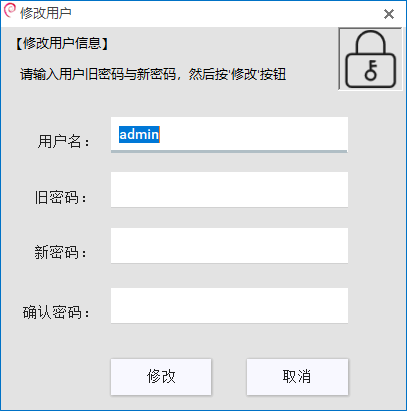 修改用户
【修改用户信息】
请输入用户旧密码与新密码，然后按'修改'按钮
用户名：
admin
旧密码：
新密码：
确认密码：
修改
取消